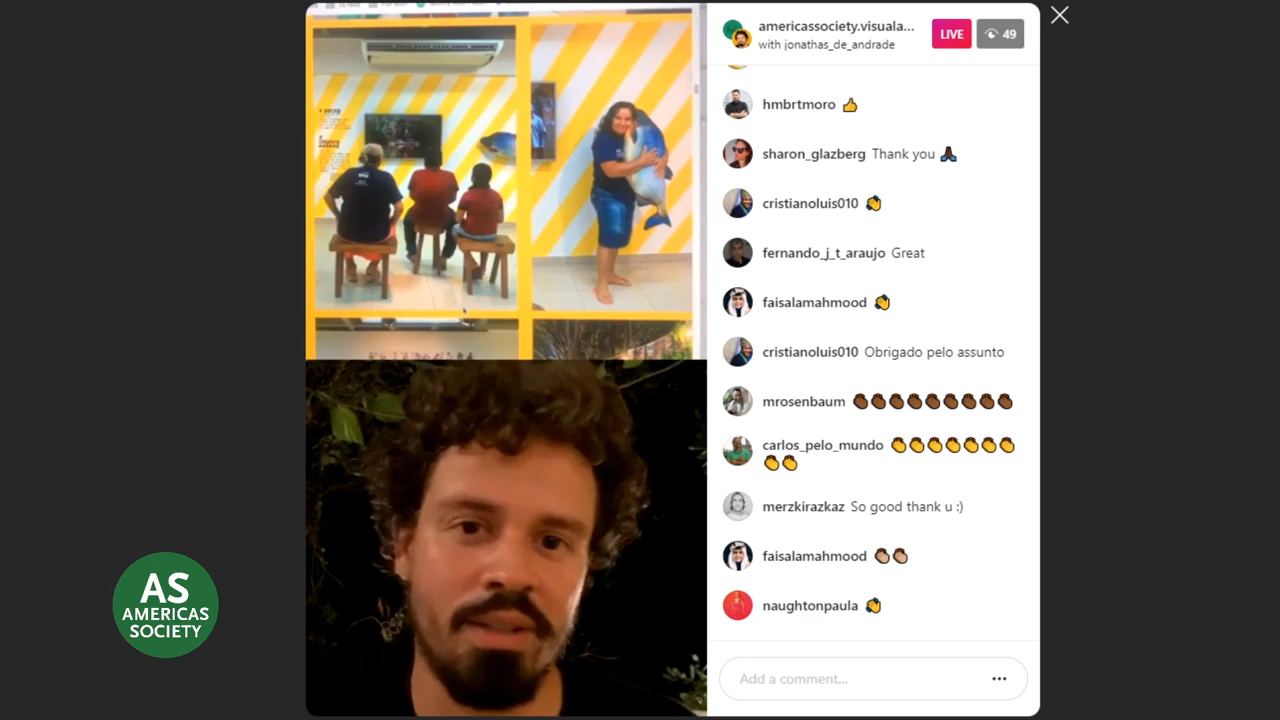 americassociety.visuala...
with jonathas_de_andrade
LIVE
49
hmbrtmoro
sharon_glazberg Thank you
cristianoluis010
fernando_j_t_araujo Great
faisalamahmood
cristianoluis010 Obrigado pelo assunto
mrosenbaum
carlos_pelo_mundo
merzkirazkaz So good thank u :)
faisalamahmood
naughtonpaula
Add a comment...
AS
AMERICAS
SOCIETY